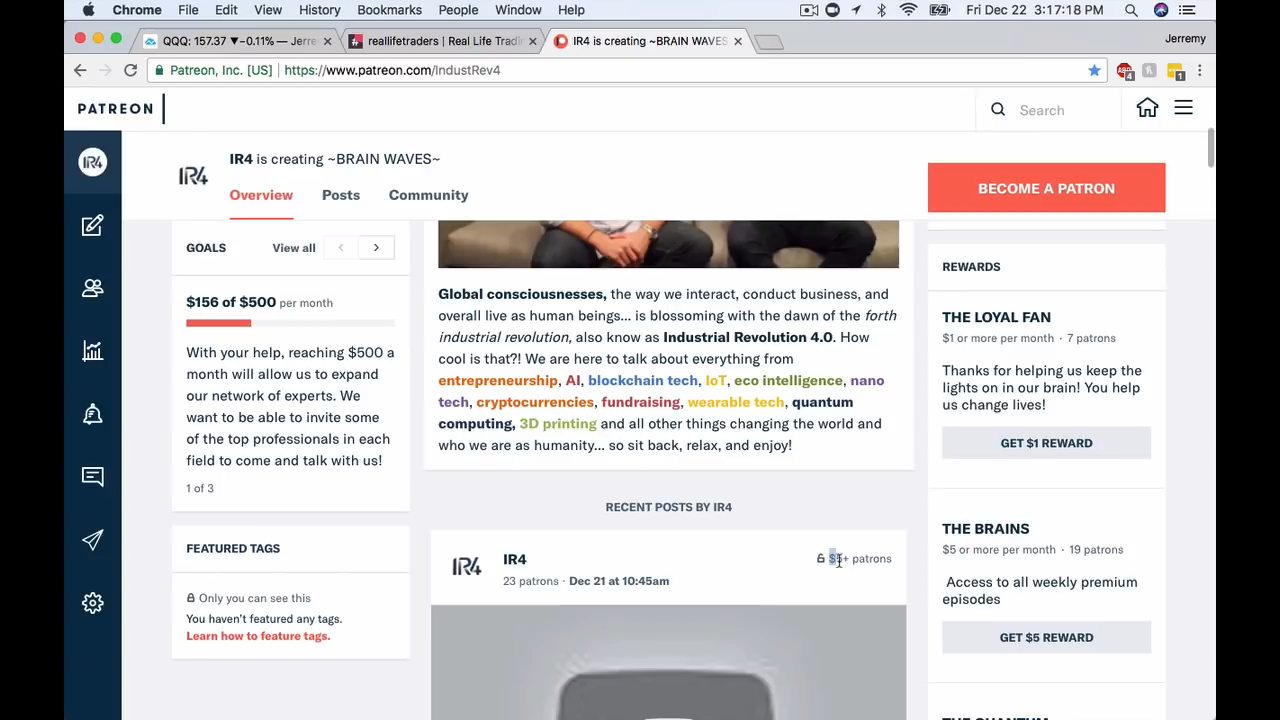 Chrome File Edit View History Bookmarks People Window Help Fri Dec 22 3:17:18 PM
QQQ: 157.37 ▼−0.11% — Jerre
reallifetraders | Real Life Tradin
IR4 is creating ~BRAIN WAVES~
Jerremy
Patreon, Inc. [US] https://www.patreon.com/IndustRev4
4
1
PATREON
Search
IR4
IR4
IR4 is creating ~BRAIN WAVES~
Overview Posts Community
BECOME A PATRON
GOALS View all
$156 of $500 per month
With your help, reaching $500 a
month will allow us to expand
our network of experts. We
want to be able to invite some
of the top professionals in each
field to come and talk with us!
1 of 3
FEATURED TAGS
Only you can see this
You haven't featured any tags.
Learn how to feature tags.
Global consciousnesses, the way we interact, conduct business, and
overall live as human beings... is blossoming with the dawn of the forth
industrial revolution, also know as Industrial Revolution 4.0. How
cool is that?! We are here to talk about everything from
entrepreneurship, AI, blockchain tech, IoT, eco intelligence, nano
tech, cryptocurrencies, fundraising, wearable tech, quantum
computing, 3D printing and all other things changing the world and
who we are as humanity... so sit back, relax, and enjoy!
RECENT POSTS BY IR4
IR4
IR4
patrons
23 patrons · Dec 21 at 10:45am
REWARDS
THE LOYAL FAN
$1 or more per month · 7 patrons
Thanks for helping us keep the
lights on in our brain! You help
us change lives!
GET $1 REWARD
THE BRAINS
$5 or more per month · 19 patrons
Access to all weekly premium
episodes
GET $5 REWARD
THE QUANTUM